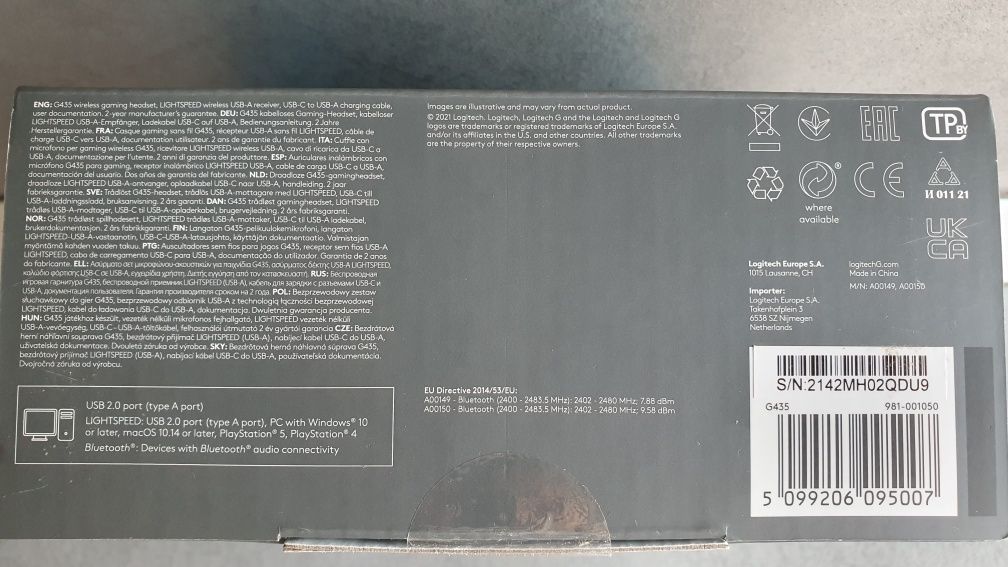 ENG: G435 wireless gaming headset, LIGHTSPEED wireless USB-A receiver, USB-C to USB-A charging cable,
user documentation. 2-year manufacturer's guarantee. DEU: G435 kabelloses Gaming-Headset, kabelloser
LIGHTSPEED USB-A-Empfänger, Ladekabel USB-C auf USB-A, Bedienungsanleitung. 2 Jahre
Herstellergarantie. FRA: Casque gaming sans fil G435, récepteur USB-A sans fil LIGHTSPEED, câble de
charge USB-C vers USB-A, documentation utilisateur. 2 ans de garantie du fabricant. ITA: Cuffie con
microfono per gaming wireless G435, ricevitore LIGHTSPEED wireless USB-A, cavo di ricarica da USB-C a
USB-A, documentazione per l'utente. 2 anni di garanzia del produttore. ESP: Auriculares inalámbricos con
micrófono G435 para gaming, receptor inalámbrico LIGHTSPEED USB-A, cable de carga USB-C a USB-A,
documentación del usuario. Dos años de garantía del fabricante. NLD: Draadloze G435-gamingheadset,
draadloze LIGHTSPEED USB-A-ontvanger, oplaadkabel USB-C naar USB-A, handleiding. 2 jaar
fabrieksgarantie. SVE: Trådlöst G435-headset, trådlös USB-A-mottagare med LIGHTSPEED, USB-C till
USB-A-laddningssladd, bruksanvisning. 2 års garanti. DAN: G435 trådløst gamingheadset, LIGHTSPEED
trådløs USB-A-modtager, USB-C til USB-A-opladerkabel, brugervejledning. 2 års fabriksgaranti.
NOR: G435 trådløst spillhodesett, LIGHTSPEED trådløs USB-A-mottaker, USB-C til USB-A ladekabel,
brukerdokumentasjon. 2 års fabrikkgaranti. FIN: Langaton G435-pelikuulokemikrofoni, langaton
LIGHTSPEED-USB-A-vastaanotin, USB-C–USB-A-latausjohto, käyttäjän dokumentaatio. Valmistajan
myöntämä kahden vuoden takuu. PTG: Auscultadores sem fios para jogos G435, receptor sem fios USB-A
LIGHTSPEED, cabo de carregamento USB-C para USB-A, documentação do utilizador. Garantia de 2 anos
do fabricante. ΕΛΛ: Ασύρματο σετ μικροφώνου-ακουστικών για παιχνίδια G435, ασύρματος δέκτης USB-A LIGHTSPEED,
καλώδιο φόρτισης USB-C σε USB-A, εγχειρίδια χρήστη. Διετής εγγύηση από τον κατασκευαστή. RUS: Беспроводная
игровая гарнитура G435, беспроводной приемник LIGHTSPEED (USB-A), кабель для зарядки с разъемами USB-C и
USB-A, документация пользователя. Гарантия производителя сроком на 2 года. POL: Bezprzewodowy zestaw
słuchawkowy do gier G435, bezprzewodowy odbiornik USB-A z technologią łączności bezprzewodowej
LIGHTSPEED, kabel do ładowania USB-C do USB-A, dokumentacja. Dwuletnia gwarancja producenta.
HUN: G435 játékhoz készült, vezeték nélküli mikrofonos fejhallgató, LIGHTSPEED vezeték nélküli
USB-A-vevőegység, USB-C–USB-A-töltőkábel, felhasználói útmutató 2 év gyártói garancia CZE: Bezdrátová
herní náhlavní souprava G435, bezdrátový přijímač LIGHTSPEED (USB-A), nabíjecí kabel USB-C do USB-A,
uživatelská dokumentace. Dvouletá záruka od výrobce. SKY: Bezdrôtová herná náhlavná súprava G435,
bezdrôtový prijímač LIGHTSPEED (USB-A), nabíjací kábel USB-C do USB-A, používateľská dokumentácia.
Dvojročná záruka od výrobcu.
USB 2.0 port (type A port)
LIGHTSPEED: USB 2.0 port (type A port), PC with Windows® 10
or later, macOS 10.14 or later, PlayStation® 5, PlayStation® 4
Bluetooth®: Devices with Bluetooth® audio connectivity
Images are illustrative and may vary from actual product.
© 2021 Logitech. Logitech, Logitech G and the Logitech and Logitech G
logos are trademarks or registered trademarks of Logitech Europe S.A.
and/or its affiliates in the U.S. and other countries. All other trademarks
are the property of their respective owners.
EU Directive 2014/53/EU:
A00149 - Bluetooth (2400 - 2483.5 MHz): 2402 - 2480 MHz; 7.88 dBm
A00150 - Bluetooth (2400 - 2483.5 MHz): 2402 - 2480 MHz; 9.58 dBm
EAC
TP BY
where
available
CE
И 011 21
UK
CA
Logitech Europe S.A.
1015 Lausanne, CH
Importer:
Logitech Europe S.A.
Takenhofplein 3
6538 SZ Nijmegen
Netherlands
logitechG.com
Made in China
M/N: A00149, A00150
S/N:2142MH02QDU9
G435 981-001050
5 099206 095007